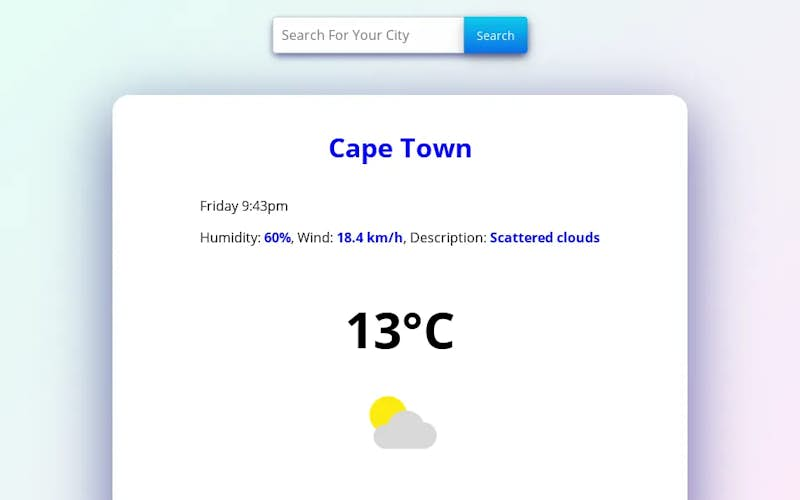 Search For Your City
Search
Cape Town
Friday 9:43pm
Humidity: 60%, Wind: 18.4 km/h, Description: Scattered clouds
13°C